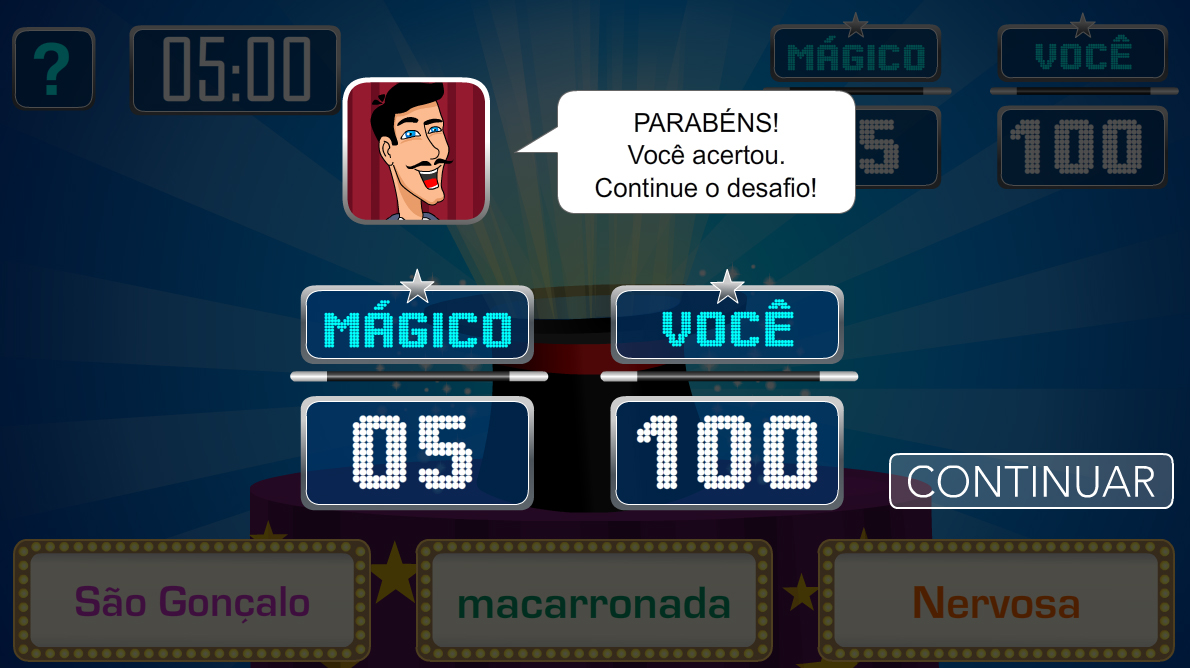 ?
05:00
MÁGICO
VOCÊ
5
100
PARABÉNS!
Você acertou.
Continue o desafio!
MÁGICO
VOCÊ
05
100
CONTINUAR
São Gonçalo
macarronada
Nervosa